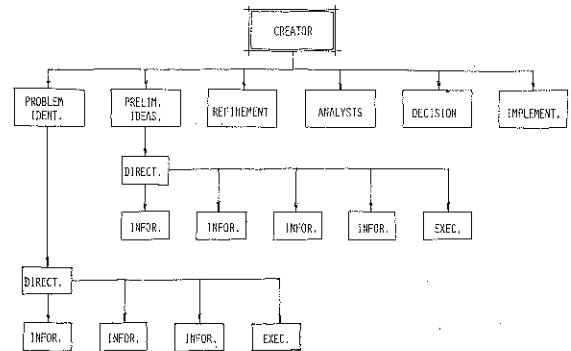 CREATOR
PROBLEM
IDENT.
PRELIM.
IDEAS.
REFINEMENT
ANALYSTS
DECISION
IMPLEMENT.
DIRECT.
INFOR.
INFOR.
INFOR.
INFOR.
EXEC.
DIRECT.
INFOR.
INFOR.
INFOR.
EXEC.